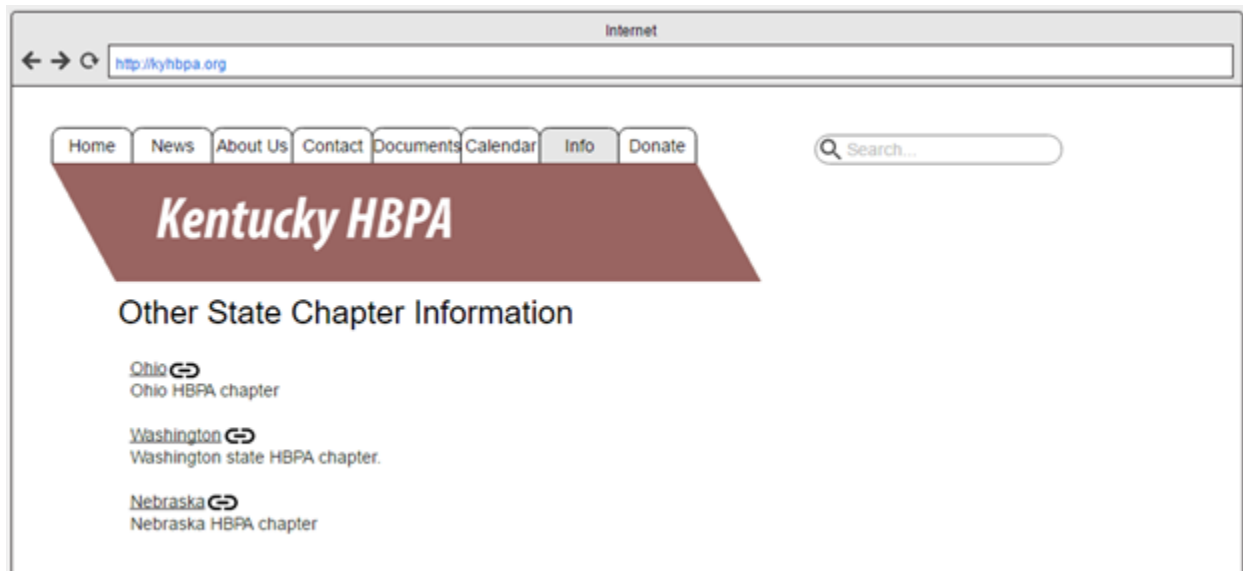 Internet
http://kyhbpa.org
Home News About Us Contact Documents Calendar Info Donate Search...
Kentucky HBPA
Other State Chapter Information
Ohio
Ohio HBPA chapter
Washington
Washington state HBPA chapter.
Nebraska
Nebraska HBPA chapter